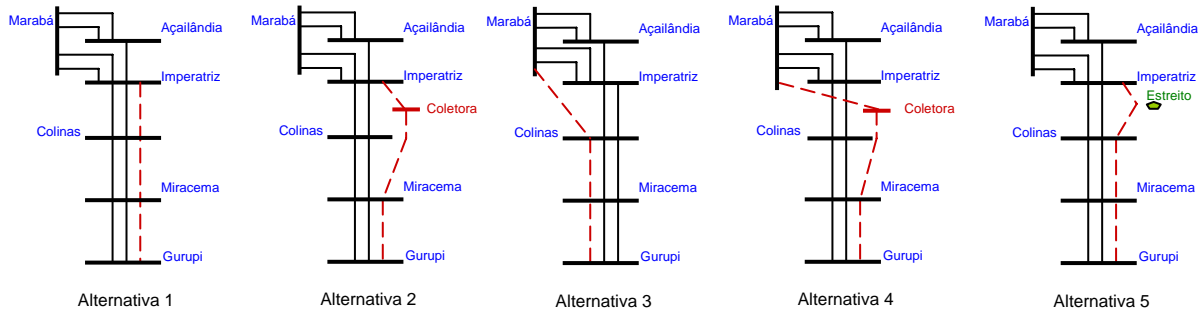 Marabá
Açailândia
Imperatriz
Colinas
Miracema
Gurupi
Alternativa 1
Marabá
Açailândia
Imperatriz
Coletora
Colinas
Miracema
Gurupi
Alternativa 2
Marabá
Açailândia
Imperatriz
Colinas
Miracema
Gurupi
Alternativa 3
Marabá
Açailândia
Imperatriz
Coletora
Colinas
Miracema
Gurupi
Alternativa 4
Marabá
Açailândia
Imperatriz
Estreito
Colinas
Miracema
Gurupi
Alternativa 5